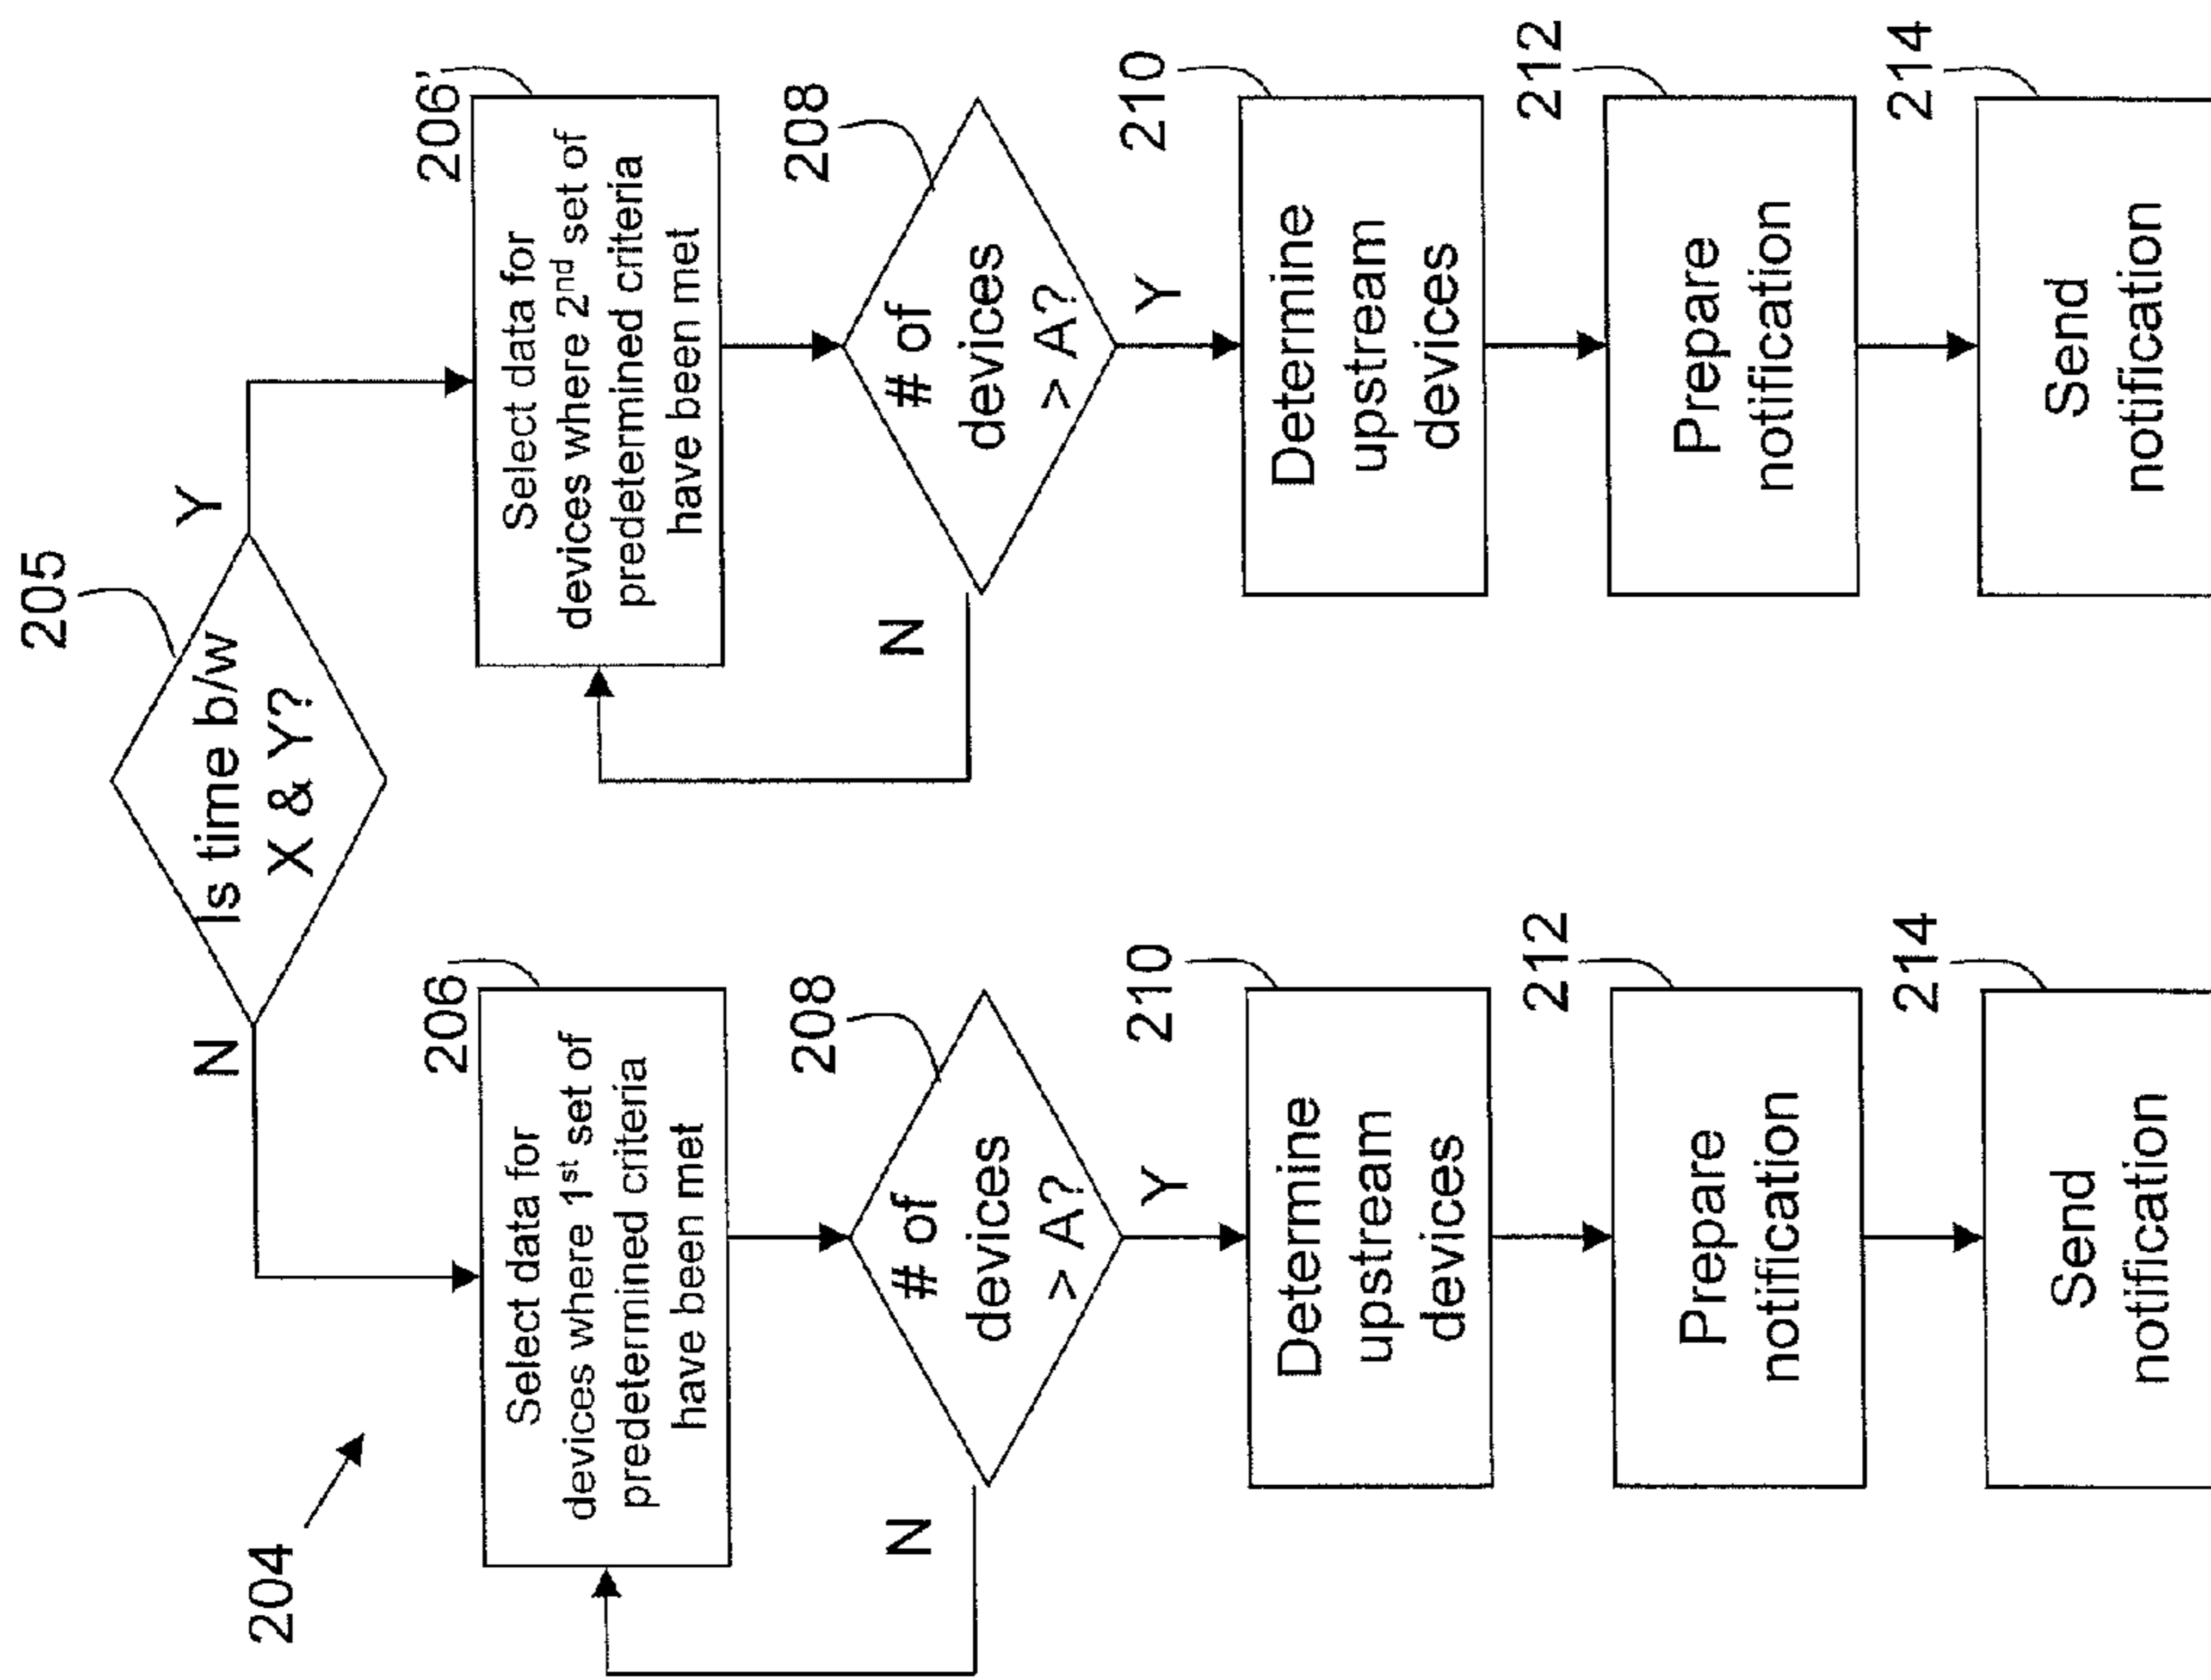 204
205
Is time b/w
X & Y?
N
Y
206
Select data for
devices where 1st set of
predetermined criteria
have been met
208
# of
devices
> A?
N
Y
210
Determine
upstream
devices
212
Prepare
notification
214
Send
notification
206'
Select data for
devices where 2nd set of
predetermined criteria
have been met
208
# of
devices
> A?
N
Y
210
Determine
upstream
devices
212
Prepare
notification
214
Send
notification